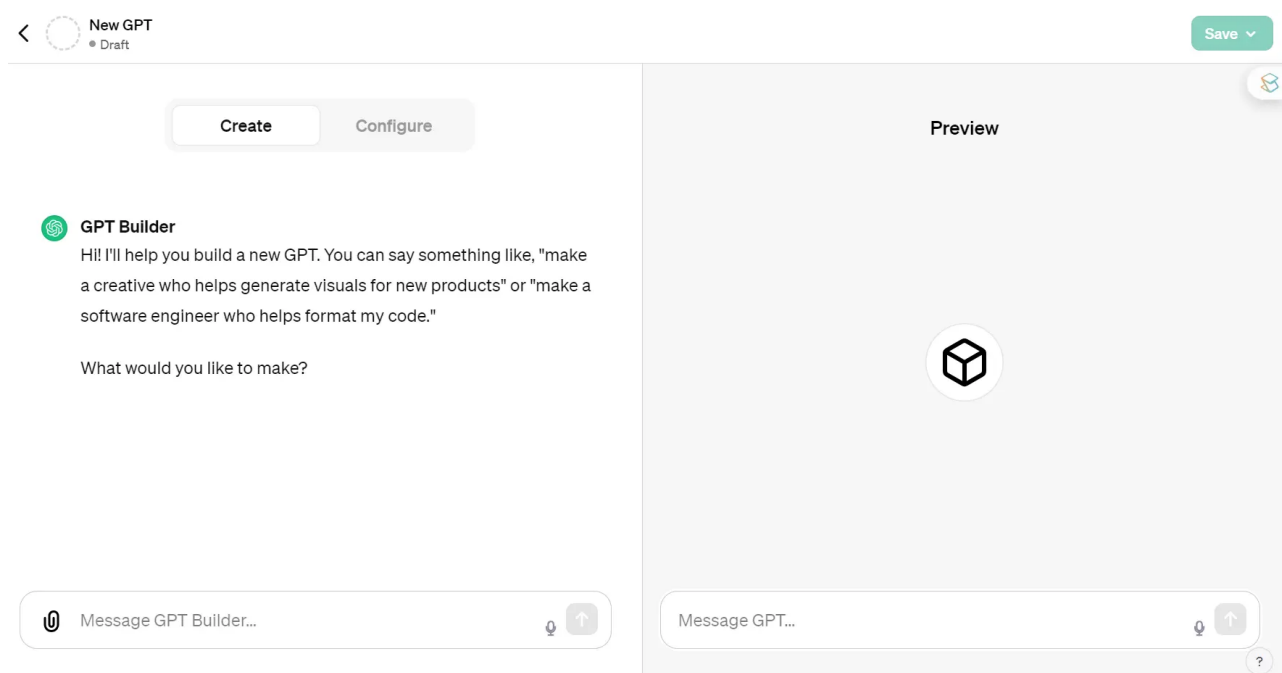 New GPT
Draft
Save
Create
Configure
Preview
GPT Builder
Hi! I'll help you build a new GPT. You can say something like, "make
a creative who helps generate visuals for new products" or "make a
software engineer who helps format my code."
What would you like to make?
Message GPT Builder...
Message GPT...
?